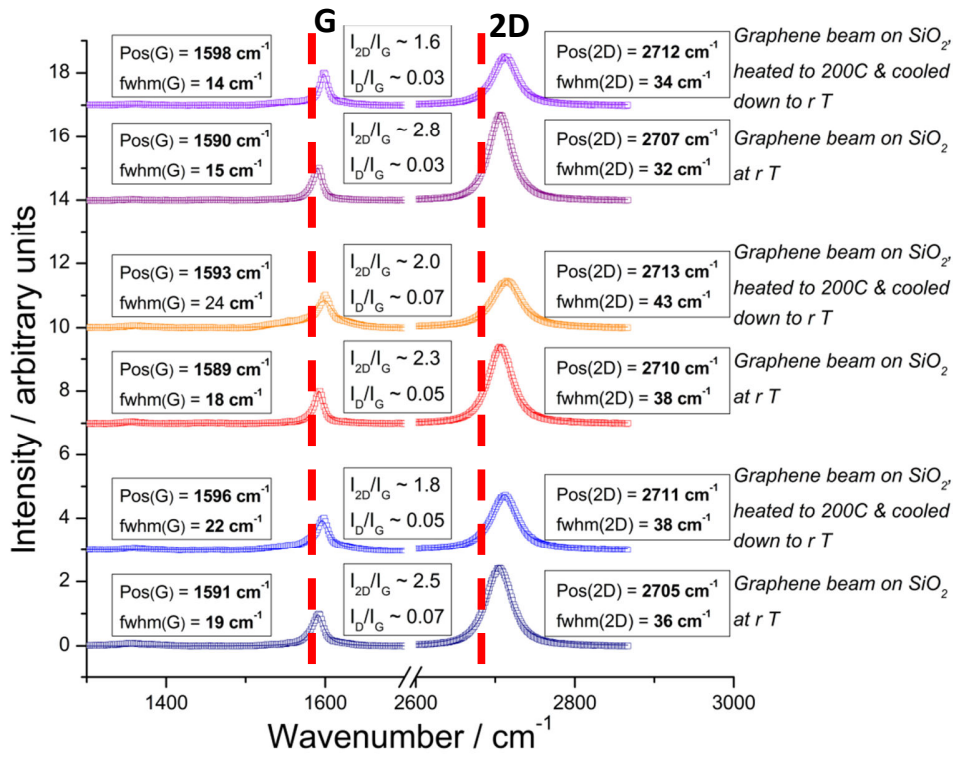 G
2D
Pos(G) = 1598 cm⁻¹
fwhm(G) = 14 cm⁻¹
I2D/IG ~ 1.6
ID/IG ~ 0.03
Pos(2D) = 2712 cm⁻¹
fwhm(2D) = 34 cm⁻¹
Graphene beam on SiO2,
heated to 200C & cooled
down to r T
Pos(G) = 1590 cm⁻¹
fwhm(G) = 15 cm⁻¹
I2D/IG ~ 2.8
ID/IG ~ 0.03
Pos(2D) = 2707 cm⁻¹
fwhm(2D) = 32 cm⁻¹
Graphene beam on SiO2
at r T
Pos(G) = 1593 cm⁻¹
fwhm(G) = 24 cm⁻¹
I2D/IG ~ 2.0
ID/IG ~ 0.07
Pos(2D) = 2713 cm⁻¹
fwhm(2D) = 43 cm⁻¹
Graphene beam on SiO2,
heated to 200C & cooled
down to r T
Pos(G) = 1589 cm⁻¹
fwhm(G) = 18 cm⁻¹
I2D/IG ~ 2.3
ID/IG ~ 0.05
Pos(2D) = 2710 cm⁻¹
fwhm(2D) = 38 cm⁻¹
Graphene beam on SiO2
at r T
Pos(G) = 1596 cm⁻¹
fwhm(G) = 22 cm⁻¹
I2D/IG ~ 1.8
ID/IG ~ 0.05
Pos(2D) = 2711 cm⁻¹
fwhm(2D) = 38 cm⁻¹
Graphene beam on SiO2,
heated to 200C & cooled
down to r T
Pos(G) = 1591 cm⁻¹
fwhm(G) = 19 cm⁻¹
I2D/IG ~ 2.5
ID/IG ~ 0.07
Pos(2D) = 2705 cm⁻¹
fwhm(2D) = 36 cm⁻¹
Graphene beam on SiO2
at r T
18
16
14
12
10
8
6
4
2
0
Intensity / arbitrary units
1400
1600
2600
2800
3000
Wavenumber / cm⁻¹